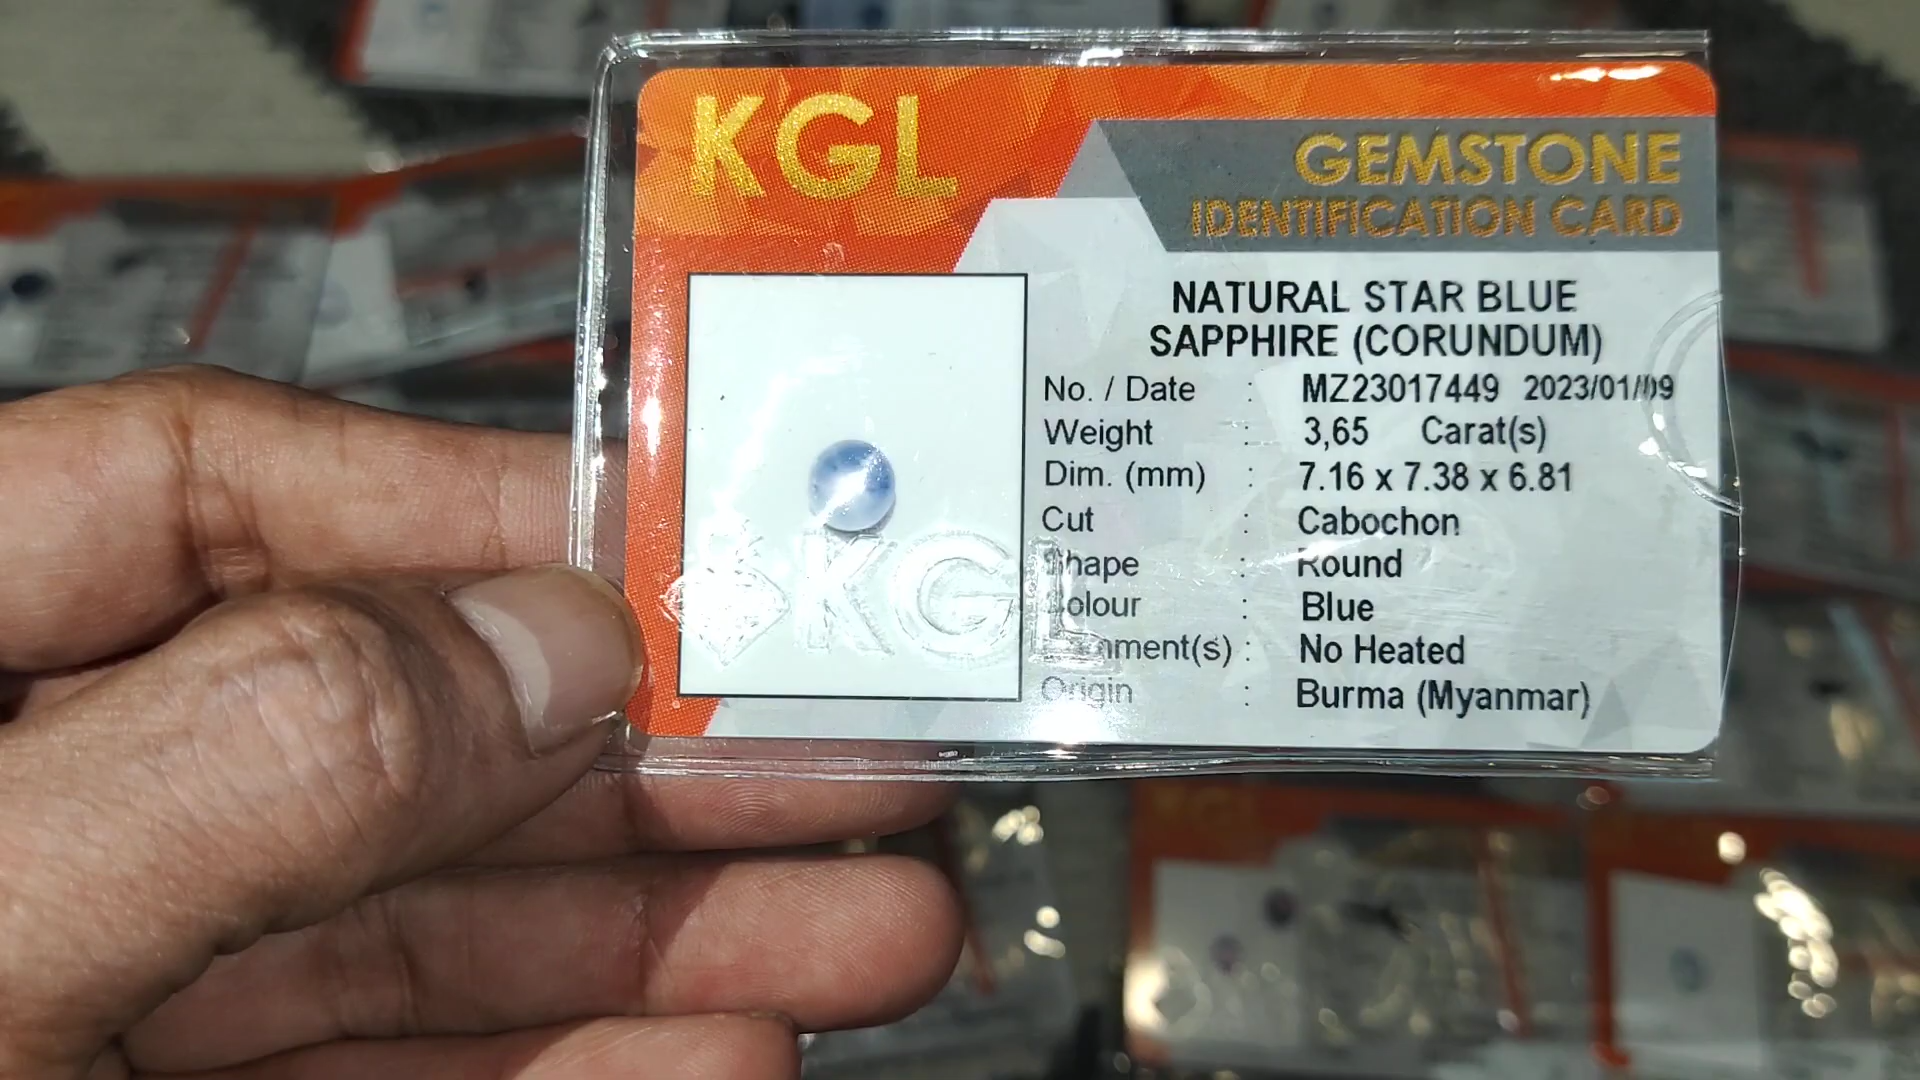 KGL
GEMSTONE
IDENTIFICATION CARD
NATURAL STAR BLUE
SAPPHIRE (CORUNDUM)
No. / Date : MZ23017449 2023/01/09
Weight : 3,65 Carat(s)
Dim. (mm) : 7.16 x 7.38 x 6.81
Cut : Cabochon
Shape : Round
Colour : Blue
Comment(s) : No Heated
Origin : Burma (Myanmar)
KGL